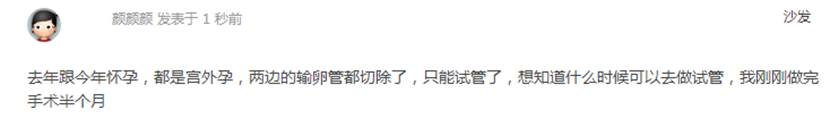 颜颜颜 发表于 1 秒前
沙发
去年跟今年怀孕，都是宫外孕，两边的输卵管都切除了，只能试管了，想知道什么时候可以去做试管，我刚刚做完
手术半个月